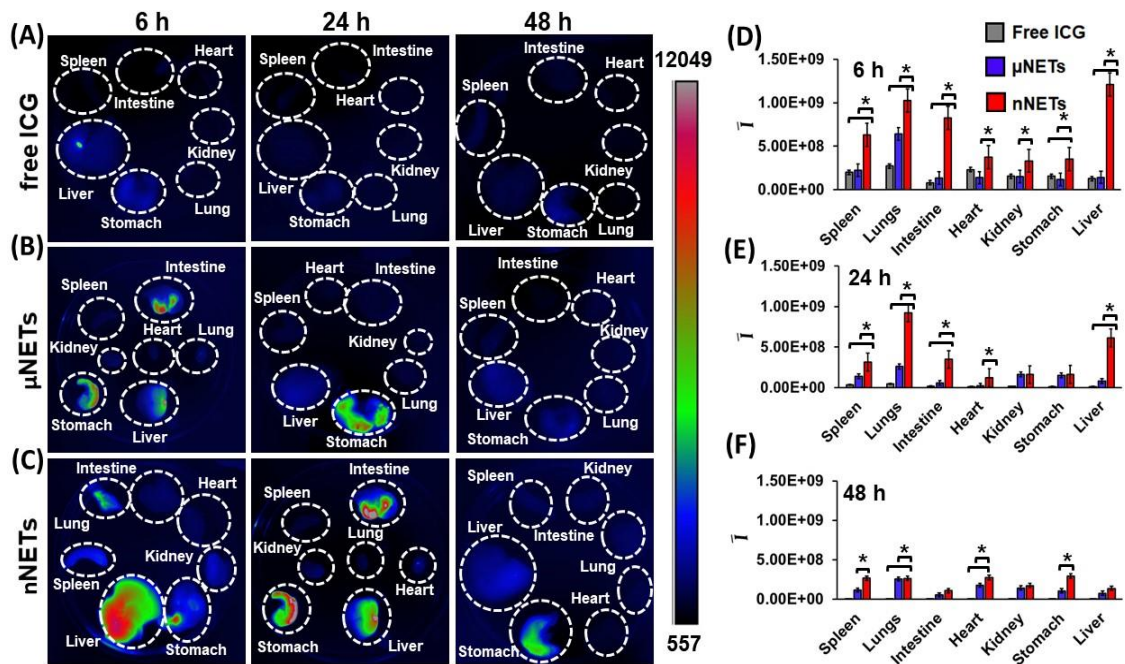 6 h
24 h
48 h
(A)
free ICG
Spleen
Heart
Intestine
Kidney
Liver
Lung
Stomach
Intestine
Spleen
Heart
Kidney
Liver
Lung
Stomach
Intestine
Heart
Spleen
Kidney
Liver
Lung
Stomach
(B)
µNETs
Intestine
Spleen
Heart
Lung
Kidney
Stomach
Liver
Heart
Intestine
Spleen
Kidney
Lung
Liver
Stomach
Intestine
Heart
Spleen
Kidney
Liver
Lung
Stomach
(C)
nNETs
Intestine
Heart
Lung
Kidney
Spleen
Liver
Stomach
Intestine
Spleen
Lung
Kidney
Heart
Stomach
Liver
Kidney
Spleen
Liver
Intestine
Lung
Heart
Stomach
12049
557
(D)
Free ICG
µNETs
nNETs
6 h
1.50E+09
1.00E+09
5.00E+08
0.00E+00
I
* * * * * * *
Spleen
Lungs
Intestine
Heart
Kidney
Stomach
Liver
(E)
24 h
1.50E+09
1.00E+09
5.00E+08
0.00E+00
I
* * * * *
Spleen
Lungs
Intestine
Heart
Kidney
Stomach
Liver
(F)
48 h
1.50E+09
1.00E+09
5.00E+08
0.00E+00
I
* * * *
Spleen
Lungs
Intestine
Heart
Kidney
Stomach
Liver